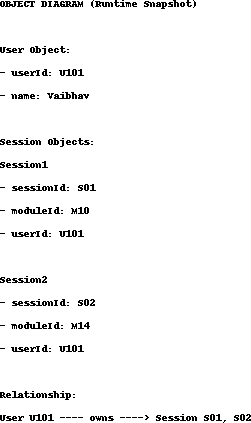 OBJECT DIAGRAM (Runtime Snapshot)
User Object:
- userId: U101
- name: Vaibhav
Session Objects:
Session1
- sessionId: S01
- moduleId: M10
- userId: U101
Session2
- sessionId: S02
- moduleId: M14
- userId: U101
Relationship:
User U101 ---- owns ----> Session S01, S02